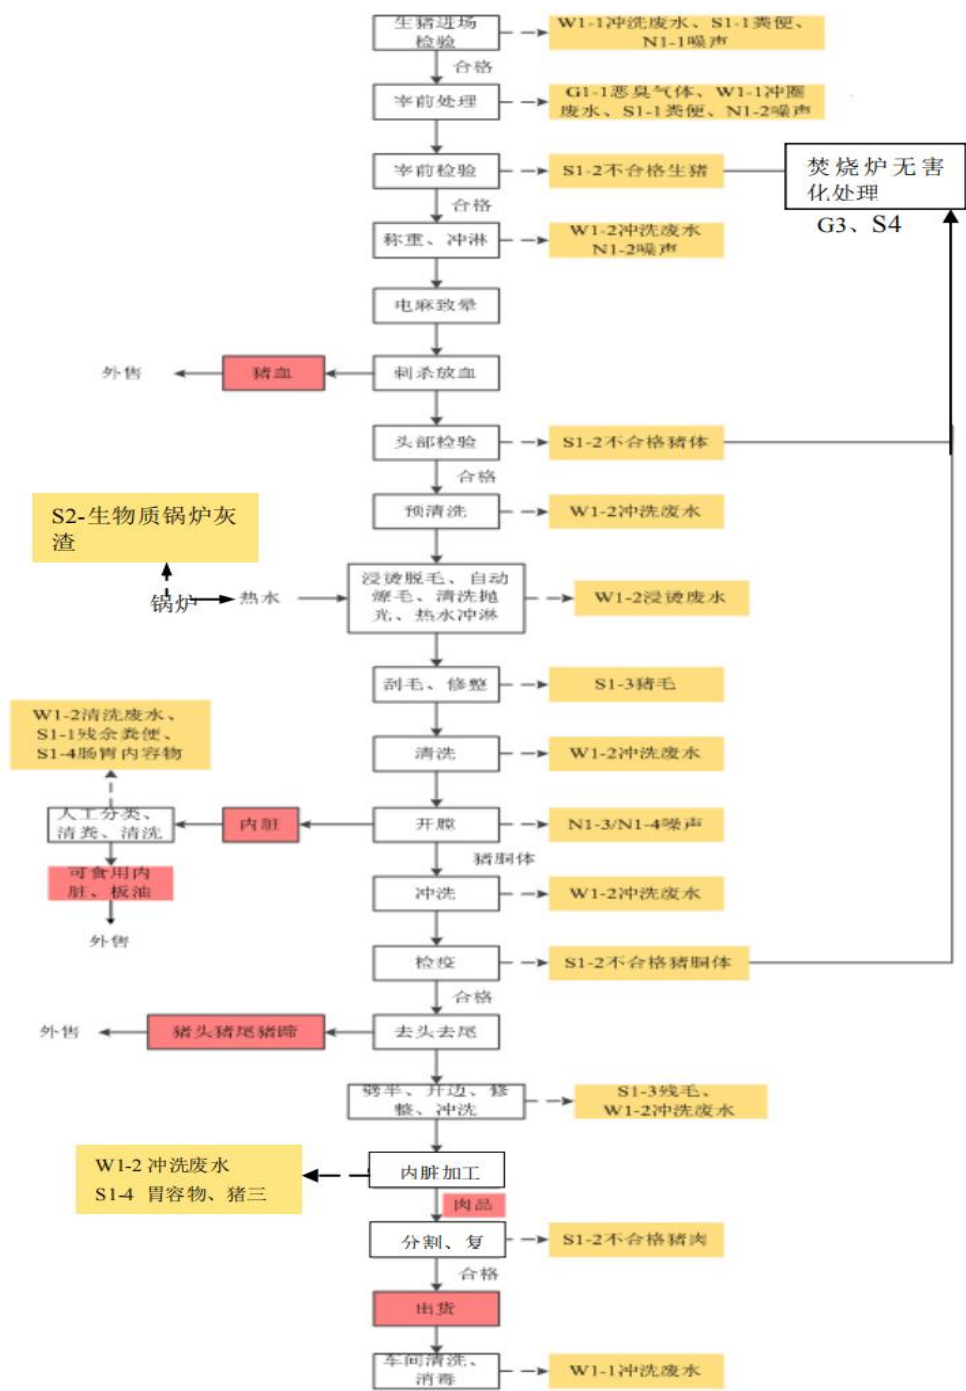 生猪进场
检验
W1-1冲洗废水、S1-1粪便、
N1-1噪声
合格
宰前处理
G1-1恶臭气体、W1-1冲圈
废水、S1-1粪便、N1-2噪声
宰前检验
S1-2不合格生猪
焚烧炉无害
化处理
G3、S4
合格
称重、冲淋
W1-2冲洗废水
N1-2噪声
电麻致晕
外售
猪血
刺杀放血
头部检验
S1-2不合格猪体
合格
预清洗
W1-2冲洗废水
S2-生物质锅炉灰
渣
锅炉
热水
浸烫脱毛、自动
燎毛、清洗抛
光、热水冲淋
W1-2浸烫废水
刮毛、修整
S1-3猪毛
W1-2清洗废水、
S1-1残余粪便、
S1-4肠胃内容物
清洗
W1-2冲洗废水
人工分类、
清粪、清洗
内脏
开膛
N1-3/N1-4噪声
猪胴体
可食用内
脏、板油
冲洗
W1-2冲洗废水
外售
检疫
S1-2不合格猪胴体
合格
外售
猪头猪尾猪蹄
去头去尾
劈半、开边、修
整、冲洗
S1-3残毛、
W1-2冲洗废水
W1-2 冲洗废水
S1-4 胃容物、猪三
内脏加工
肉品
分割、复
S1-2不合格猪肉
合格
出货
车间清洗、
消毒
W1-1冲洗废水